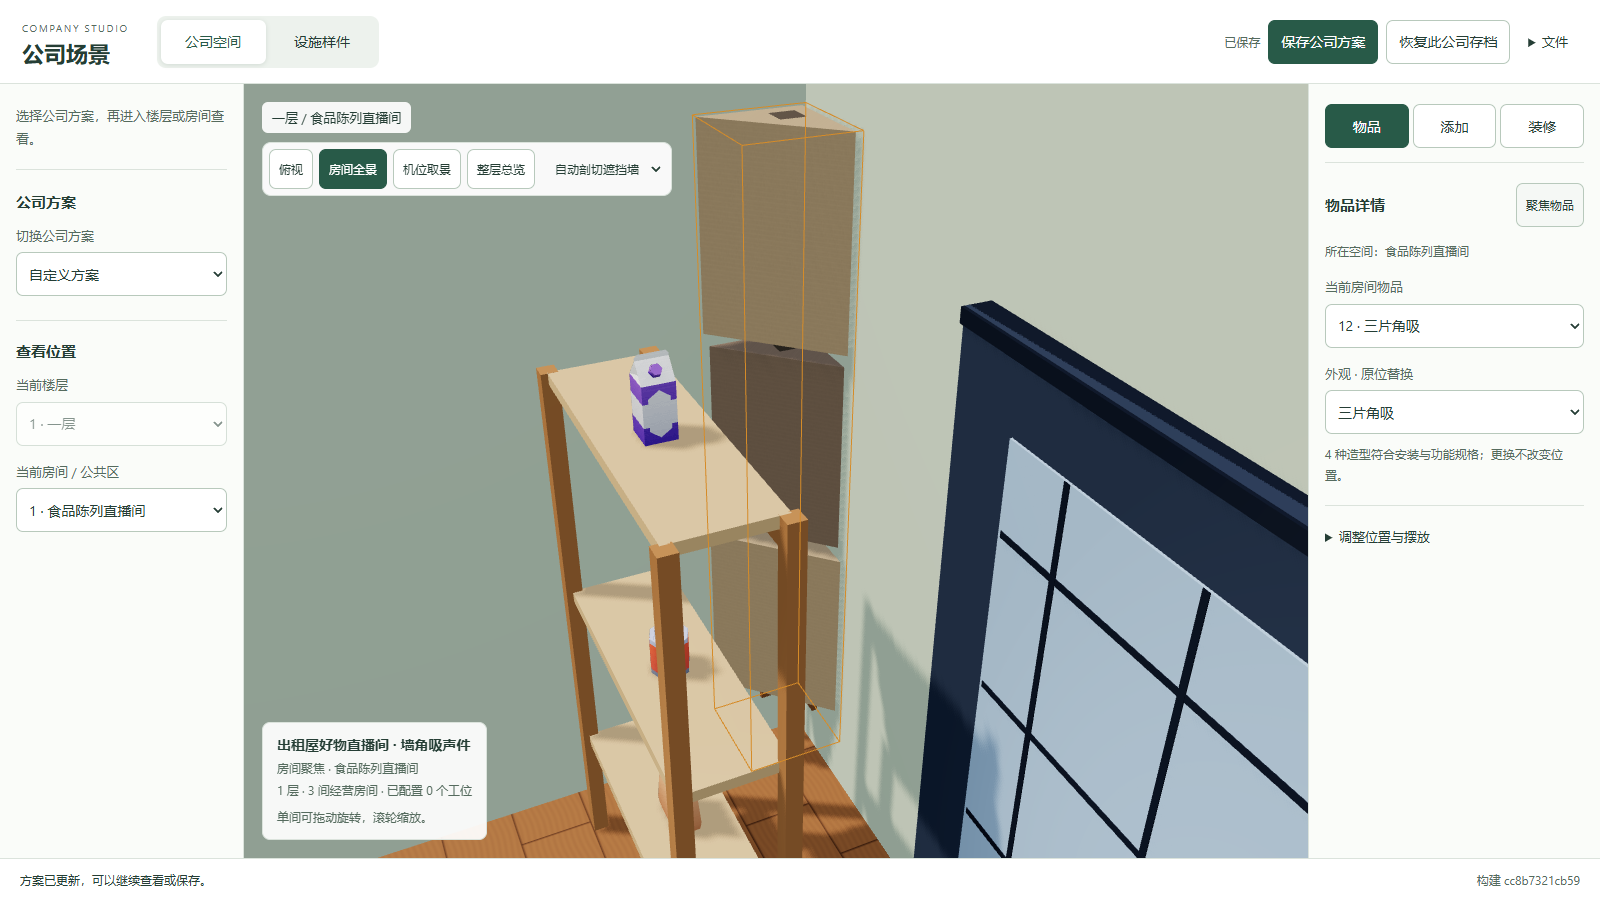 COMPANY STUDIO
公司场景
公司空间
设施样件
已保存
保存公司方案
恢复此公司存档
▶ 文件
选择公司方案，再进入楼层或房间查
看。
公司方案
切换公司方案
自定义方案
查看位置
当前楼层
1 · 一层
当前房间 / 公共区
1 · 食品陈列直播间
一层 / 食品陈列直播间
俯视
房间全景
机位取景
整层总览
自动剖切遮挡墙
出租屋好物直播间 · 墙角吸声件
房间聚焦 · 食品陈列直播间
1 层 · 3 间经营房间 · 已配置 0 个工位
单间可拖动旋转，滚轮缩放。
物品
添加
装修
物品详情
聚焦物品
所在空间：食品陈列直播间
当前房间物品
12 · 三片角吸
外观 · 原位替换
三片角吸
4 种造型符合安装与功能规格；更换不改变位
置。
▶ 调整位置与摆放
方案已更新，可以继续查看或保存。
构建 cc8b7321cb59